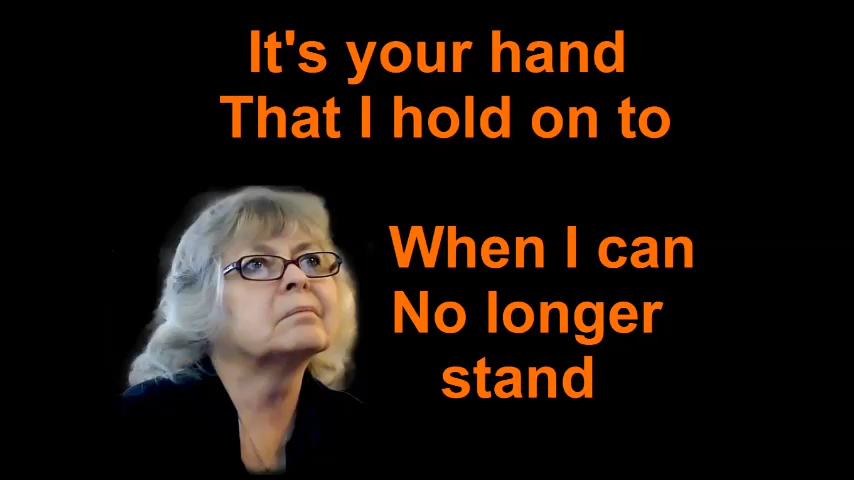 It's your hand
That I hold on to
When I can
No longer
stand